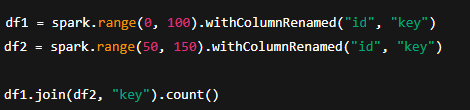 df1 = spark.range(0, 100).withColumnRenamed("id", "key")
df2 = spark.range(50, 150).withColumnRenamed("id", "key")
df1.join(df2, "key").count()